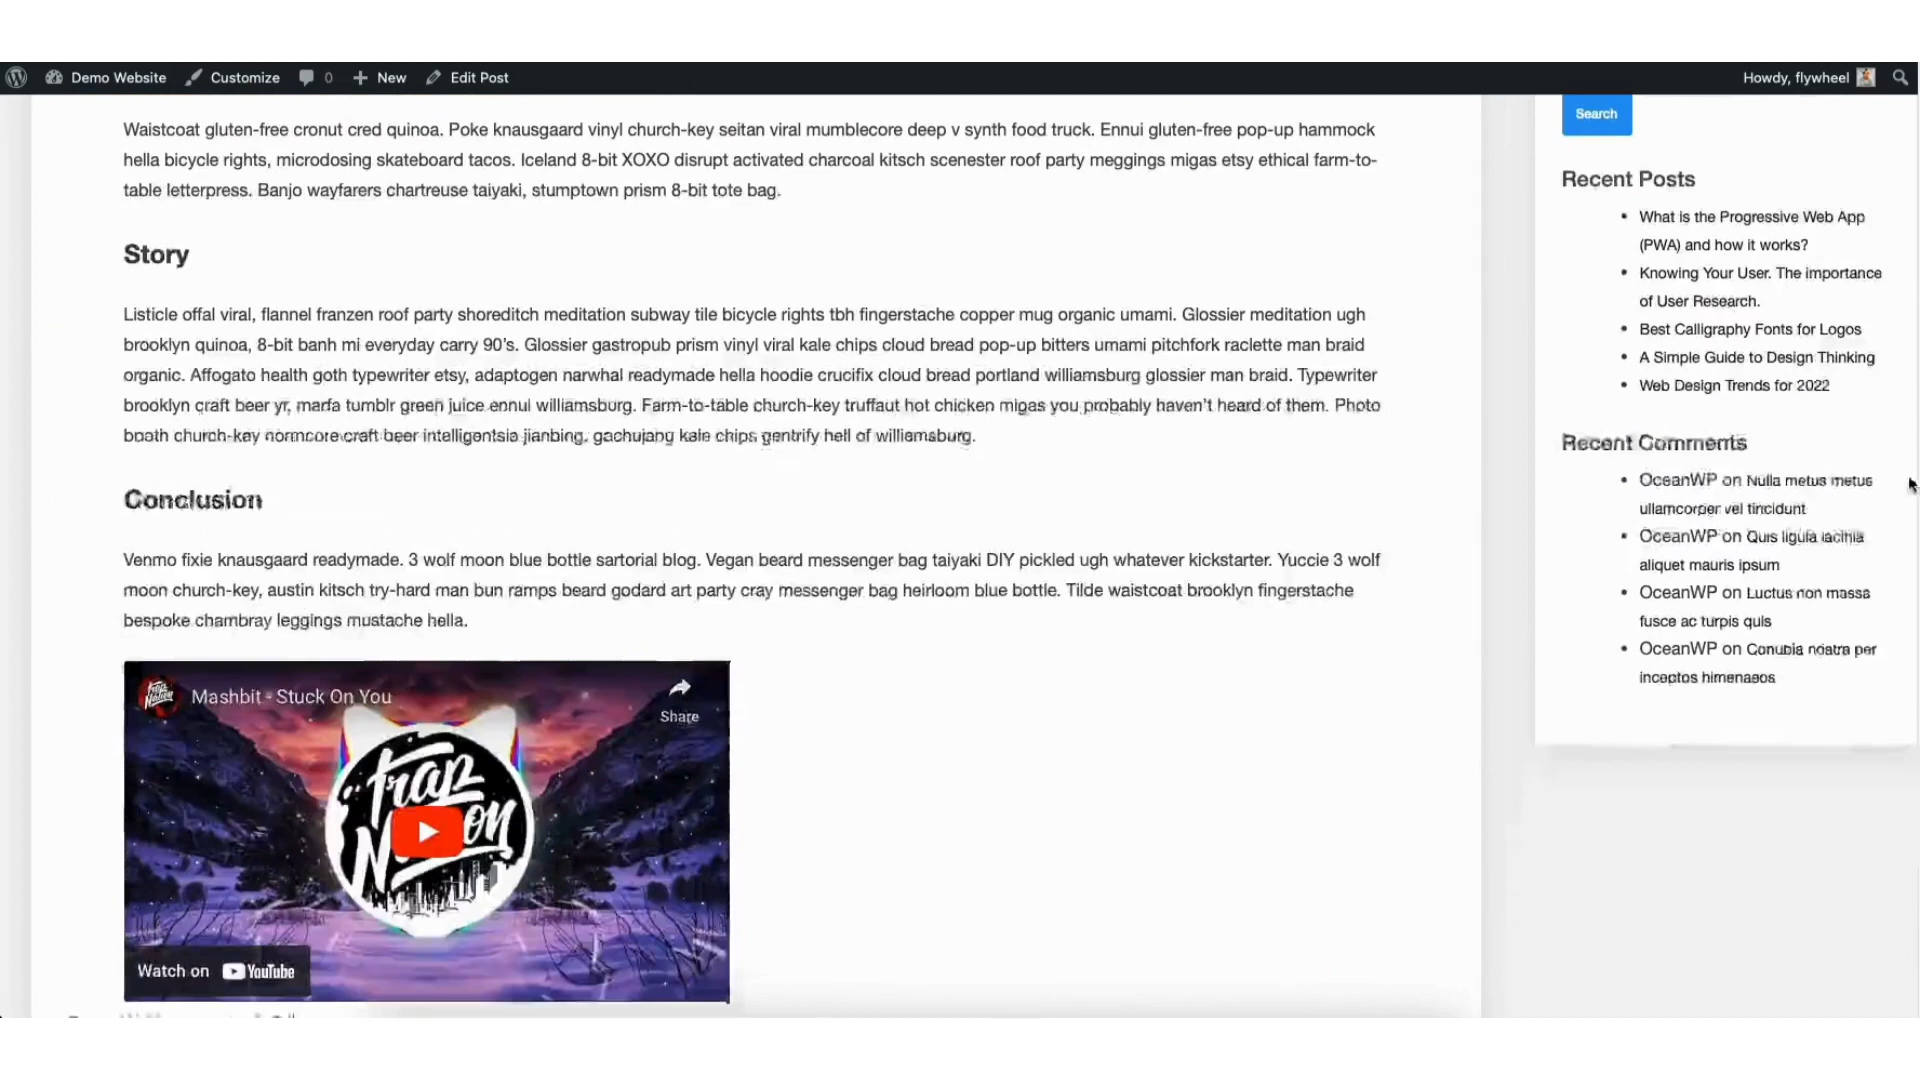 Demo Website Customize 0 New Edit Post Howdy, flywheel
Waistcoat gluten-free cronut cred quinoa. Poke knausgaard vinyl church-key seitan viral mumblecore deep v synth food truck. Ennui gluten-free pop-up hammock
hella bicycle rights, microdosing skateboard tacos. Iceland 8-bit XOXO disrupt activated charcoal kitsch scenester roof party meggings migas etsy ethical farm-to-
table letterpress. Banjo wayfarers chartreuse taiyaki, stumptown prism 8-bit tote bag.
Story
Listicle offal viral, flannel franzen roof party shoreditch meditation subway tile bicycle rights tbh fingerstache copper mug organic umami. Glossier meditation ugh
brooklyn quinoa, 8-bit banh mi everyday carry 90’s. Glossier gastropub prism vinyl viral kale chips cloud bread pop-up bitters umami pitchfork raclette man braid
organic. Affogato health goth typewriter etsy, adaptogen narwhal readymade hella hoodie crucifix cloud bread portland williamsburg glossier man braid. Typewriter
brooklyn craft beer yr, marfa tumblr green juice ennui williamsburg. Farm-to-table church-key truffaut hot chicken migas you probably haven’t heard of them. Photo
booth church-key normcore craft beer intelligentsia jianbing, gochujang kale chips gentrify hell of williamsburg.
Conclusion
Venmo fixie knausgaard readymade. 3 wolf moon blue bottle sartorial blog. Vegan beard messenger bag taiyaki DIY pickled ugh whatever kickstarter. Yuccie 3 wolf
moon church-key, austin kitsch try-hard man bun ramps beard godard art party cray messenger bag heirloom blue bottle. Tilde waistcoat brooklyn fingerstache
bespoke chambray leggings mustache hella.
Trap Nation
Mashbit - Stuck On You
Share
Trap
Nation
Watch on YouTube
Search
Recent Posts
What is the Progressive Web App
(PWA) and how it works?
Knowing Your User. The importance
of User Research.
Best Calligraphy Fonts for Logos
A Simple Guide to Design Thinking
Web Design Trends for 2022
Recent Comments
OceanWP on Nulla metus metus
ullamcorper vel tincidunt
OceanWP on Quis ligula lacinia
aliquet mauris ipsum
OceanWP on Luctus non massa
fusce ac turpis quis
OceanWP on Conubia nostra per
inceptos himenaeos